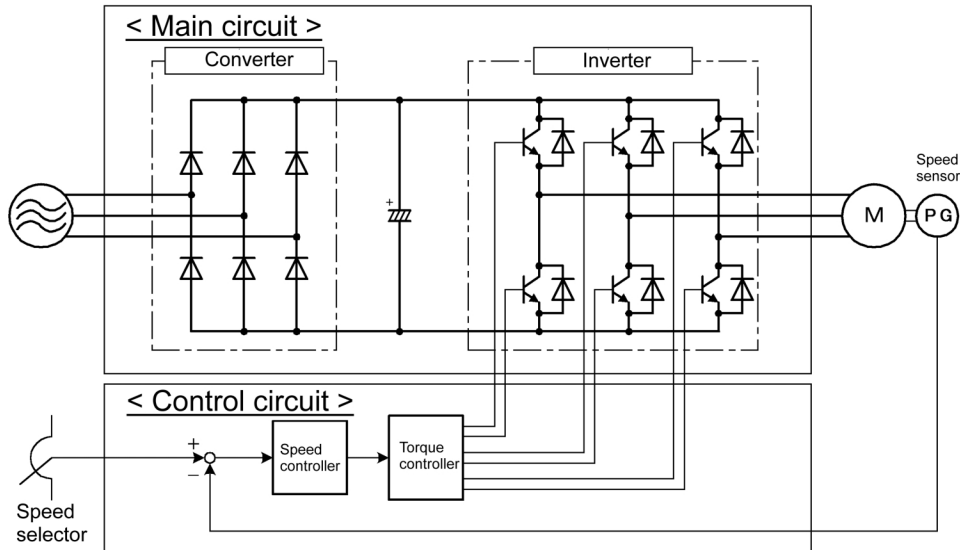 < Main circuit >
Converter
Inverter
Speed
sensor
M
PG
+
< Control circuit >
+
−
Speed
controller
Torque
controller
Speed
selector